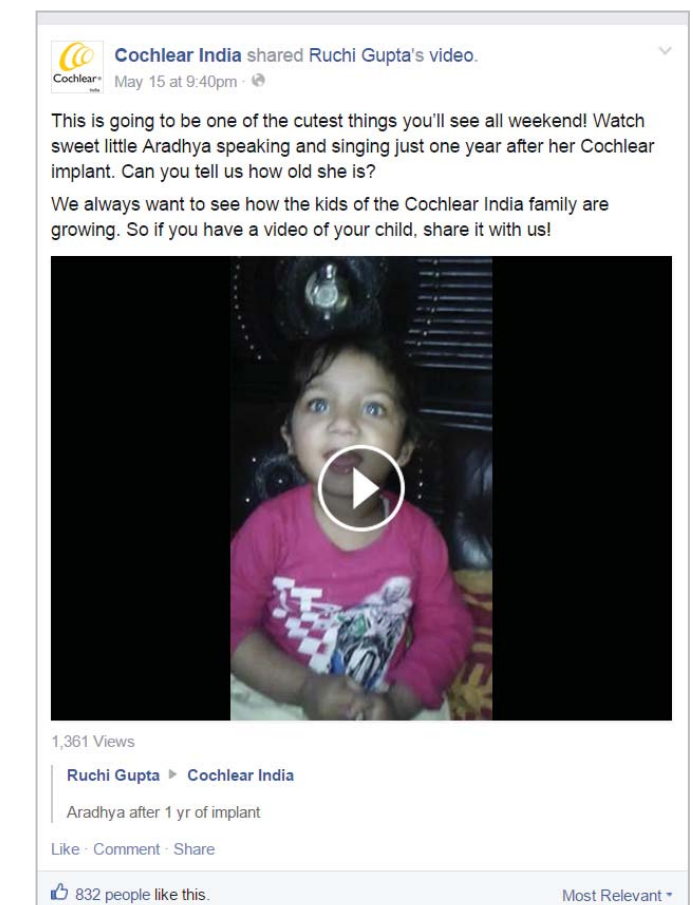 Cochlear India shared Ruchi Gupta's video.
Cochlear®
India
May 15 at 9:40pm ·
This is going to be one of the cutest things you'll see all weekend! Watch
sweet little Aradhya speaking and singing just one year after her Cochlear
implant. Can you tell us how old she is?
We always want to see how the kids of the Cochlear India family are
growing. So if you have a video of your child, share it with us!
1,361 Views
Ruchi Gupta ▸ Cochlear India
Aradhya after 1 yr of implant
Like · Comment · Share
832 people like this.
Most Relevant